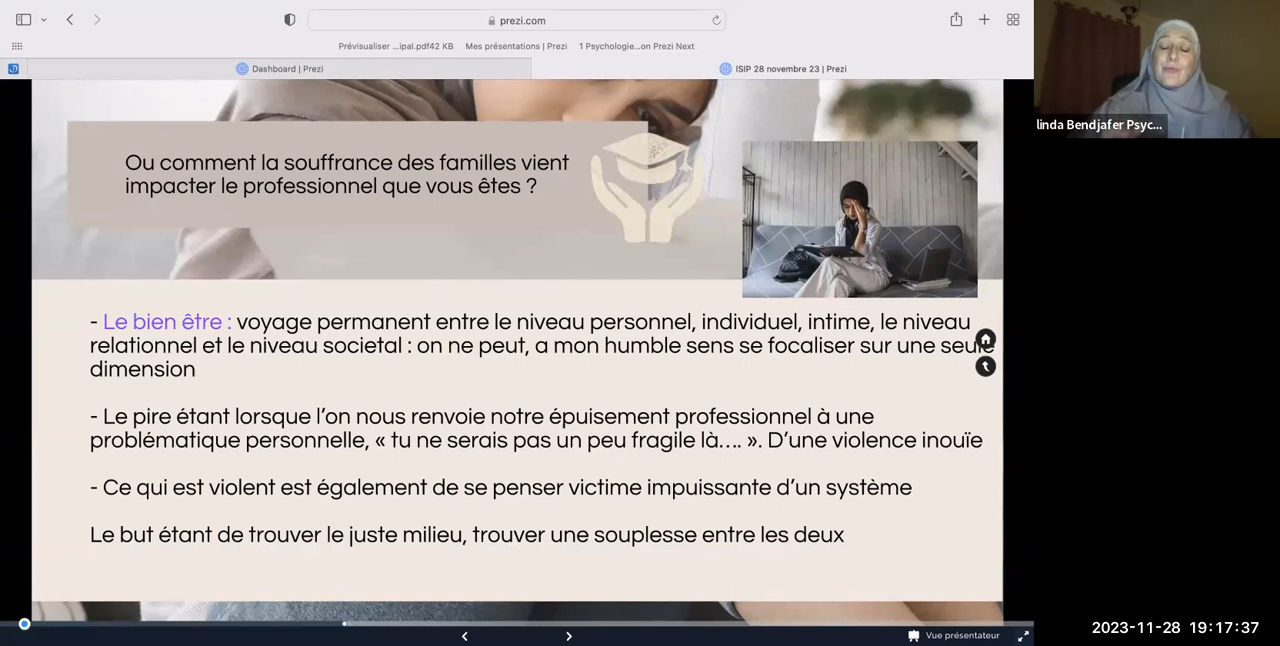 prezi.com
Prévisualiser ...ipal.pdf42 KB
Mes présentations | Prezi
1 Psychologie...on Prezi Next
Dashboard | Prezi
ISIP 28 novembre 23 | Prezi
linda Bendjafer Psyc...
Ou comment la souffrance des familles vient
impacter le professionnel que vous êtes ?
- Le bien être : voyage permanent entre le niveau personnel, individuel, intime, le niveau
relationnel et le niveau societal : on ne peut, a mon humble sens se focaliser sur une seule
dimension
- Le pire étant lorsque l’on nous renvoie notre épuisement professionnel à une
problématique personnelle, « tu ne serais pas un peu fragile là.... ». D’une violence inouïe
- Ce qui est violent est également de se penser victime impuissante d’un système
Le but étant de trouver le juste milieu, trouver une souplesse entre les deux
Vue présentateur
2023-11-28 19:17:37